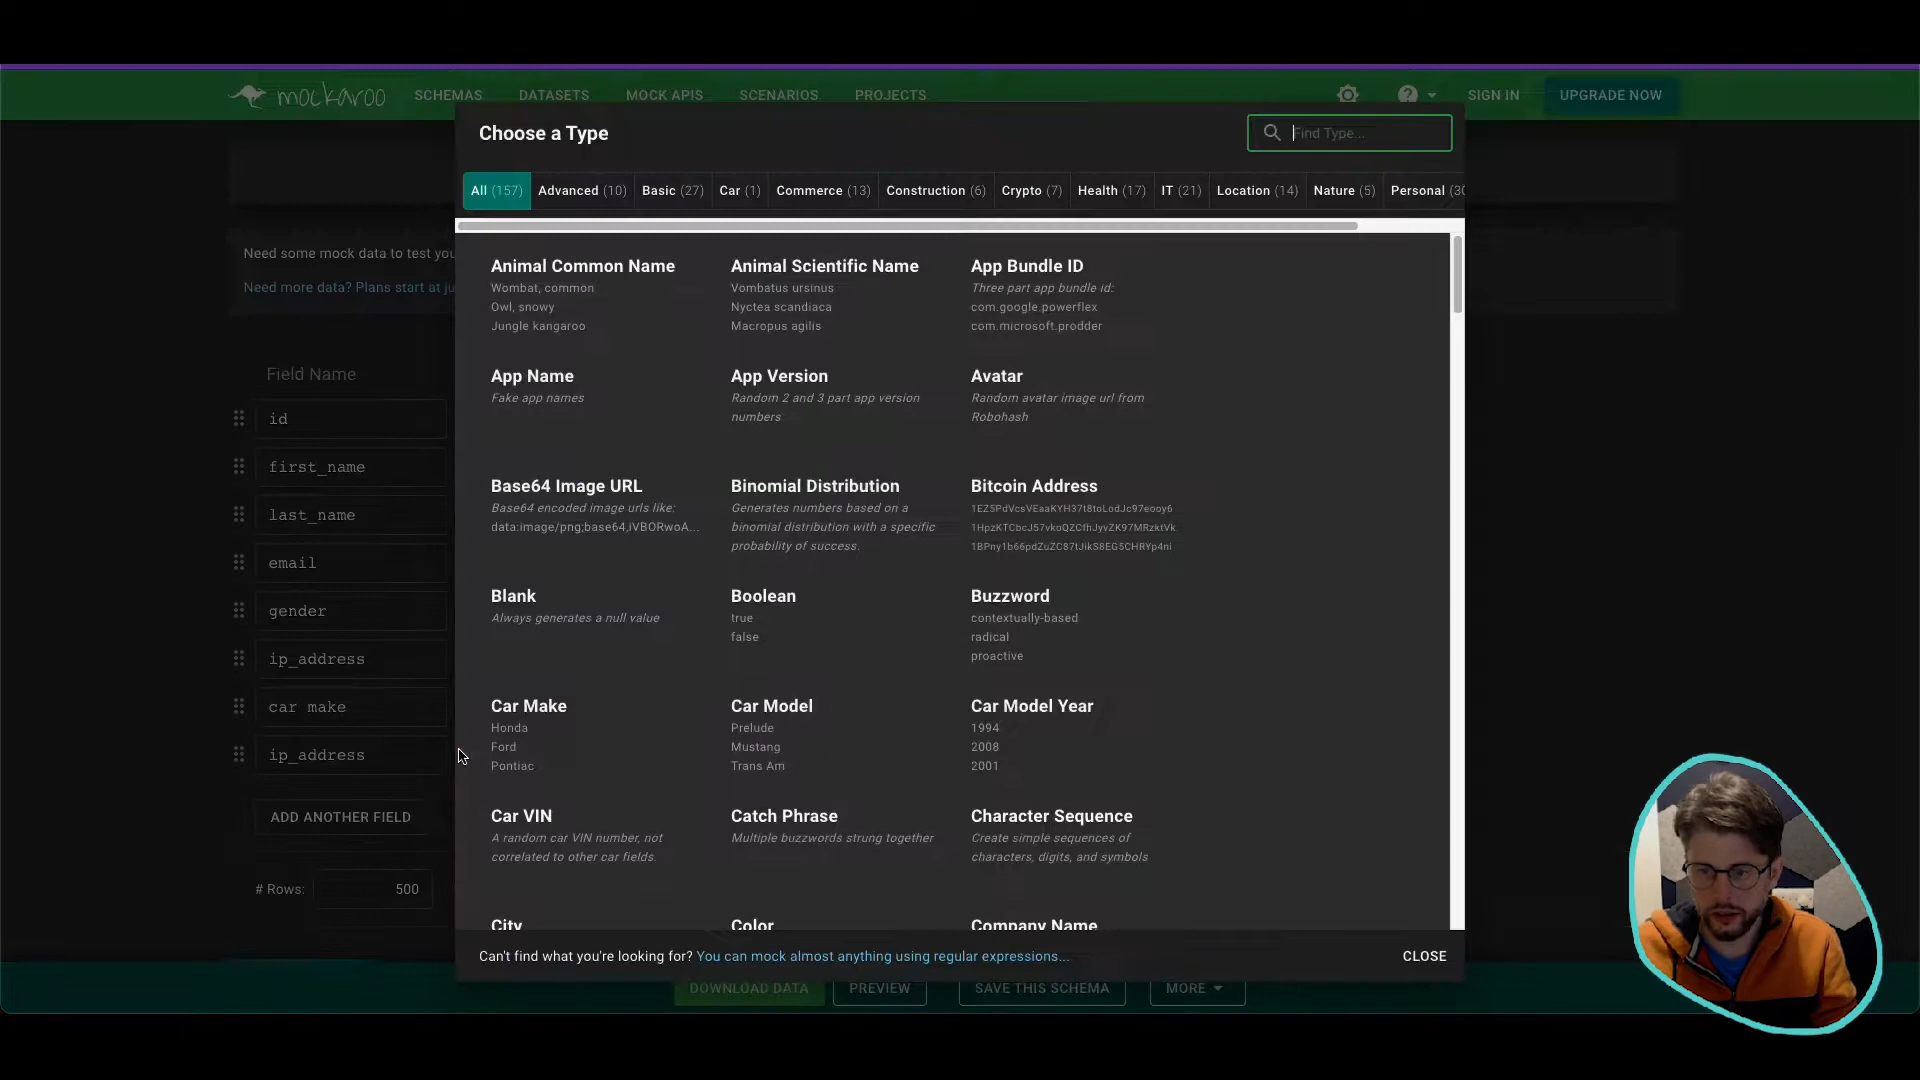 mockaroo
SCHEMAS DATASETS MOCK APIS SCENARIOS PROJECTS
SIGN IN UPGRADE NOW
Choose a Type
Find Type...
All (157) Advanced (10) Basic (27) Car (1) Commerce (13) Construction (6) Crypto (7) Health (17) IT (21) Location (14) Nature (5) Personal (30
Need some mock data to test you
Need more data? Plans start at ju
Field Name
id
first_name
last_name
email
gender
ip_address
car make
ip_address
ADD ANOTHER FIELD
# Rows: 500
Animal Common Name
Wombat, common
Owl, snowy
Jungle kangaroo
Animal Scientific Name
Vombatus ursinus
Nyctea scandiaca
Macropus agilis
App Bundle ID
Three part app bundle id:
com.google.powerflex
com.microsoft.prodder
App Name
Fake app names
App Version
Random 2 and 3 part app version
numbers
Avatar
Random avatar image url from
Robohash
Base64 Image URL
Base64 encoded image urls like:
data:image/png;base64,iVBORwoA...
Binomial Distribution
Generates numbers based on a
binomial distribution with a specific
probability of success.
Bitcoin Address
Blank
Always generates a null value
Boolean
true
false
Buzzword
contextually-based
radical
proactive
Car Make
Honda
Ford
Pontiac
Car Model
Prelude
Mustang
Trans Am
Car Model Year
1994
2008
2001
Car VIN
A random car VIN number, not
correlated to other car fields.
Catch Phrase
Multiple buzzwords strung together
Character Sequence
Create simple sequences of
characters, digits, and symbols
City
Color
Company Name
Can't find what you're looking for? You can mock almost anything using regular expressions...
CLOSE
DOWNLOAD DATA PREVIEW SAVE THIS SCHEMA MORE